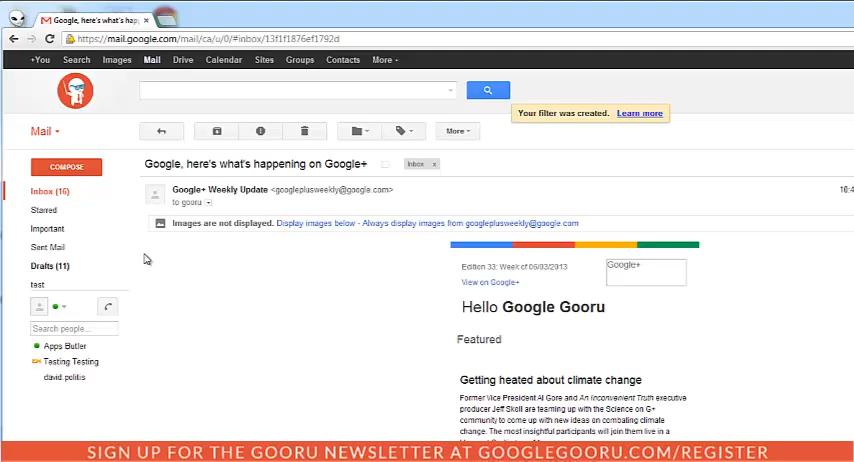 Google, here's what's happ
https://mail.google.com/mail/ca/u/0/#inbox/13f1f1876ef1792d
+You Search Images Mail Drive Calendar Sites Groups Contacts More
Your filter was created. Learn more
Mail
More
COMPOSE
Google, here's what's happening on Google+
Inbox x
Inbox (16)
Starred
Important
Sent Mail
Drafts (11)
test
Search people...
Apps Butler
Testing Testing
david.politis
Google+ Weekly Update <googleplusweekly@google.com>
10:4
to gooru
Images are not displayed. Display images below - Always display images from googleplusweekly@google.com
Edition 33: Week of 06/03/2013
Google+
View on Google+
Hello Google Gooru
Featured
Getting heated about climate change
Former Vice President Al Gore and An Inconvenient Truth executive
producer Jeff Skoll are teaming up with the Science on G+
community to come up with new ideas on combating climate
change. The most insightful participants will join them live in a
SIGN UP FOR THE GOORU NEWSLETTER AT GOOGLEGOORU.COM/REGISTER